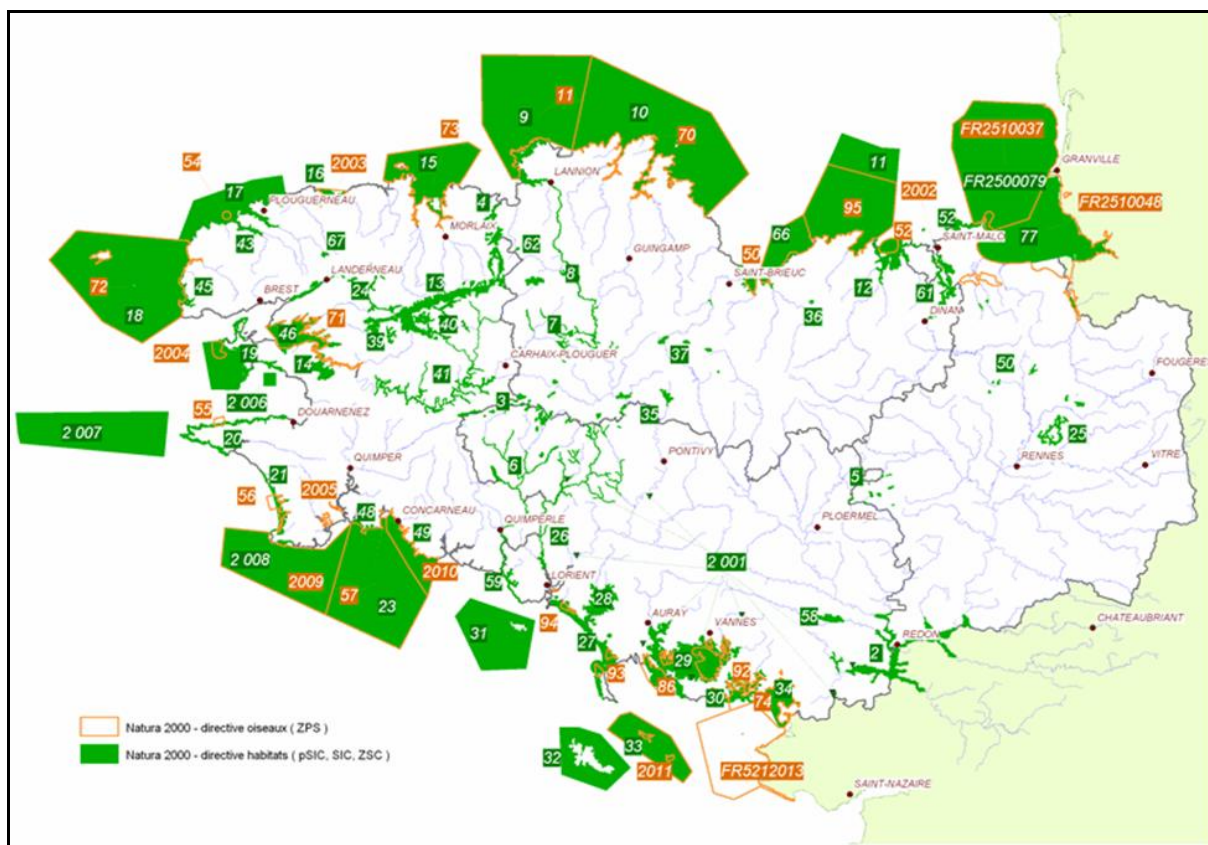 9
11
10
70
73
15
54
16
2003
17
PLOUGUERNEAU
43
67
LANDERNEAU
4
MORLAIX
LANNION
62
8
GUINGAMP
11
95
2002
66
50
SAINT-BRIEUC
52
52
SAINT-MALO
FR2510037
FR2500079
GRANVILLE
FR2510048
77
72
18
45
BREST
24
13
71
46
39
40
7
12
61
36
DINAN
2004
19
14
41
CARHAIX-PLOUGUER
37
50
FOUGERES
2 006
55
DOUARNENEZ
3
35
25
2 007
20
QUIMPER
6
PONTIVY
5
RENNES
VITRE
21
56
2005
48
CONCARNEAU
49
QUIMPERLE
26
PLOERMEL
2 008
2009
57
23
2010
59
LORIENT
28
2 001
AURAY
VANNES
58
CHATEAUBRIANT
31
94
27
29
2
REDON
93
86
92
30
74
34
32
33
2011
FR5212013
SAINT-NAZAIRE
Natura 2000 - directive oiseaux ( ZPS )
Natura 2000 - directive habitats ( pSIC, SIC, ZSC )